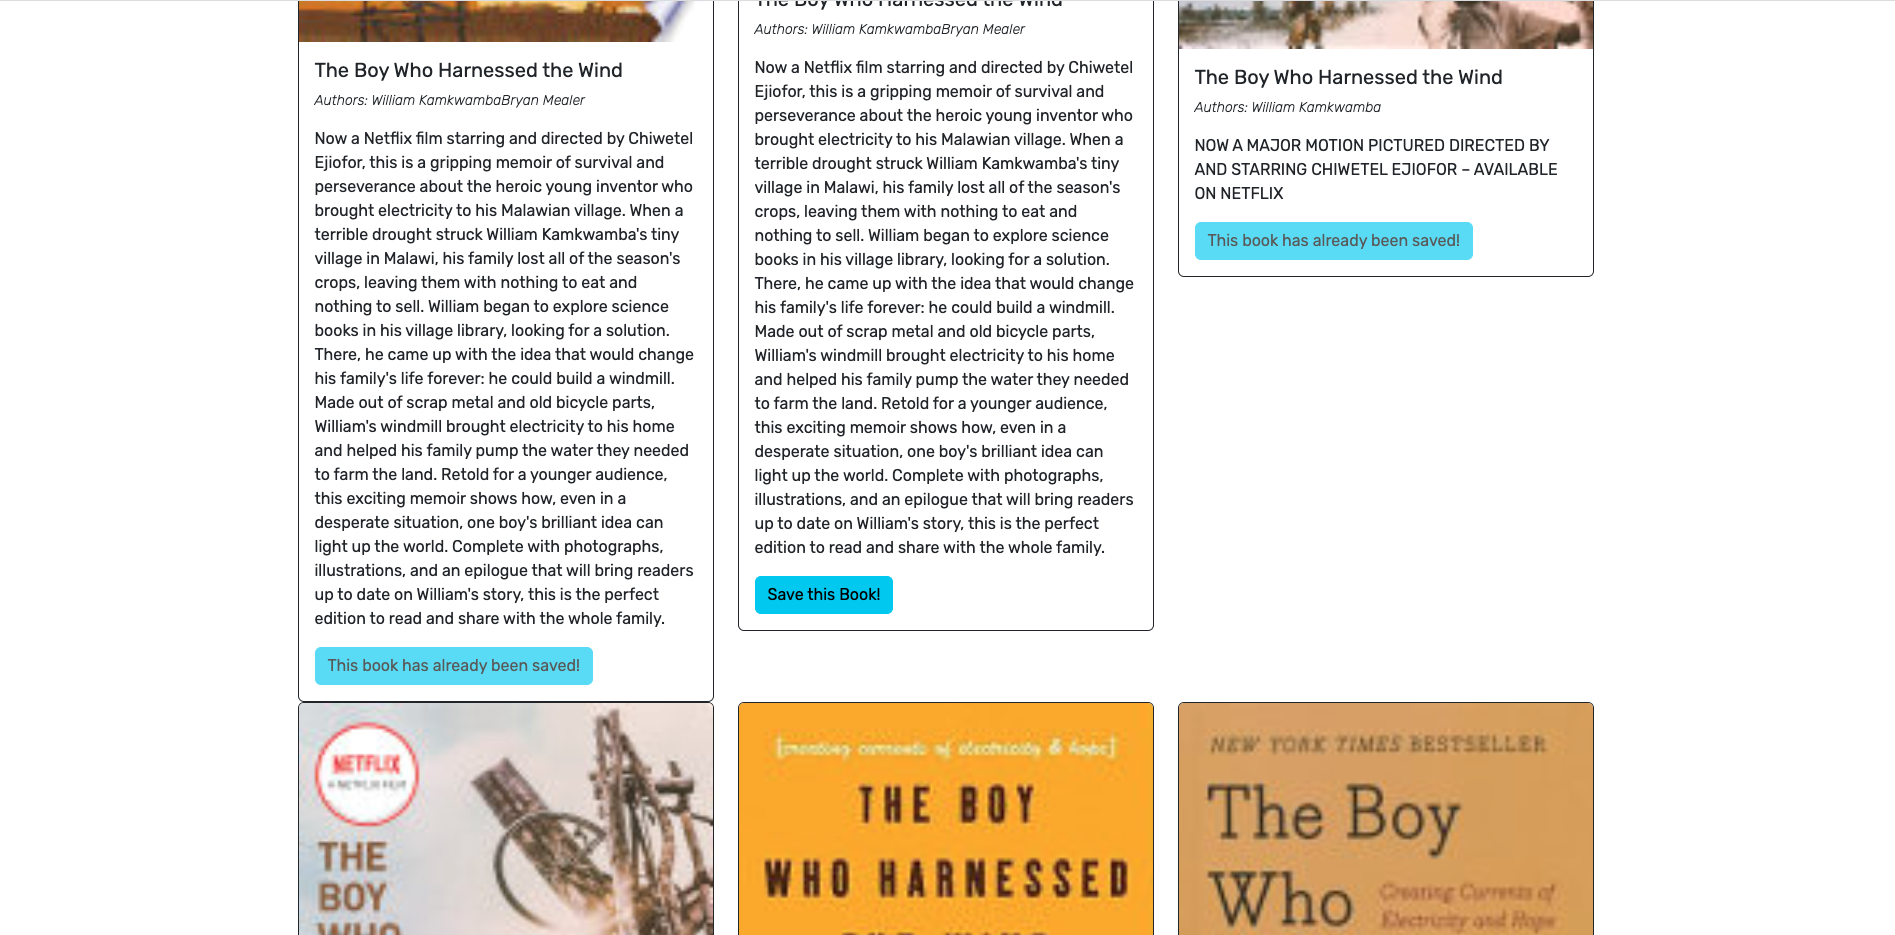 The Boy Who Harnessed the Wind
Authors: William KamkwambaBryan Mealer
Now a Netflix film starring and directed by Chiwetel
Ejiofor, this is a gripping memoir of survival and
perseverance about the heroic young inventor who
brought electricity to his Malawian village. When a
terrible drought struck William Kamkwamba's tiny
village in Malawi, his family lost all of the season's
crops, leaving them with nothing to eat and
nothing to sell. William began to explore science
books in his village library, looking for a solution.
There, he came up with the idea that would change
his family's life forever: he could build a windmill.
Made out of scrap metal and old bicycle parts,
William's windmill brought electricity to his home
and helped his family pump the water they needed
to farm the land. Retold for a younger audience,
this exciting memoir shows how, even in a
desperate situation, one boy's brilliant idea can
light up the world. Complete with photographs,
illustrations, and an epilogue that will bring readers
up to date on William's story, this is the perfect
edition to read and share with the whole family.
This book has already been saved!
The Boy Who Harnessed the Wind
Authors: William KamkwambaBryan Mealer
Now a Netflix film starring and directed by Chiwetel
Ejiofor, this is a gripping memoir of survival and
perseverance about the heroic young inventor who
brought electricity to his Malawian village. When a
terrible drought struck William Kamkwamba's tiny
village in Malawi, his family lost all of the season's
crops, leaving them with nothing to eat and
nothing to sell. William began to explore science
books in his village library, looking for a solution.
There, he came up with the idea that would change
his family's life forever: he could build a windmill.
Made out of scrap metal and old bicycle parts,
William's windmill brought electricity to his home
and helped his family pump the water they needed
to farm the land. Retold for a younger audience,
this exciting memoir shows how, even in a
desperate situation, one boy's brilliant idea can
light up the world. Complete with photographs,
illustrations, and an epilogue that will bring readers
up to date on William's story, this is the perfect
edition to read and share with the whole family.
Save this Book!
The Boy Who Harnessed the Wind
Authors: William Kamkwamba
NOW A MAJOR MOTION PICTURED DIRECTED BY
AND STARRING CHIWETEL EJIOFOR – AVAILABLE
ON NETFLIX
This book has already been saved!
NETFLIX
A NETFLIX FILM
THE
BOY
WHO
[creating currents of electricity & hope]
THE BOY
WHO HARNESSED
THE WIND
NEW YORK TIMES BESTSELLER
The Boy
Who
Creating Currents of
Electricity and Hope